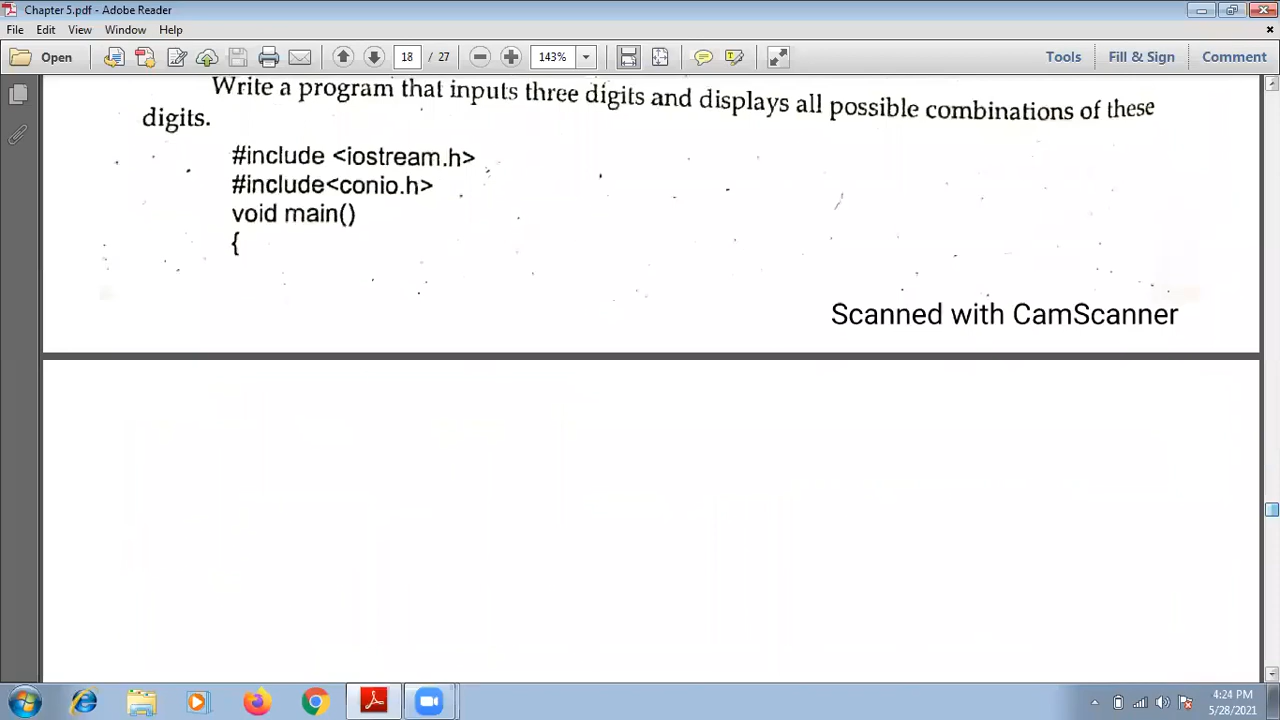 Chapter 5.pdf - Adobe Reader
File Edit View Window Help
Open 18 / 27 143% Tools Fill & Sign Comment
Write a program that inputs three digits and displays all possible combinations of these
digits.
#include <iostream.h>
#include<conio.h>
void main()
{
Scanned with CamScanner
4:24 PM
5/28/2021